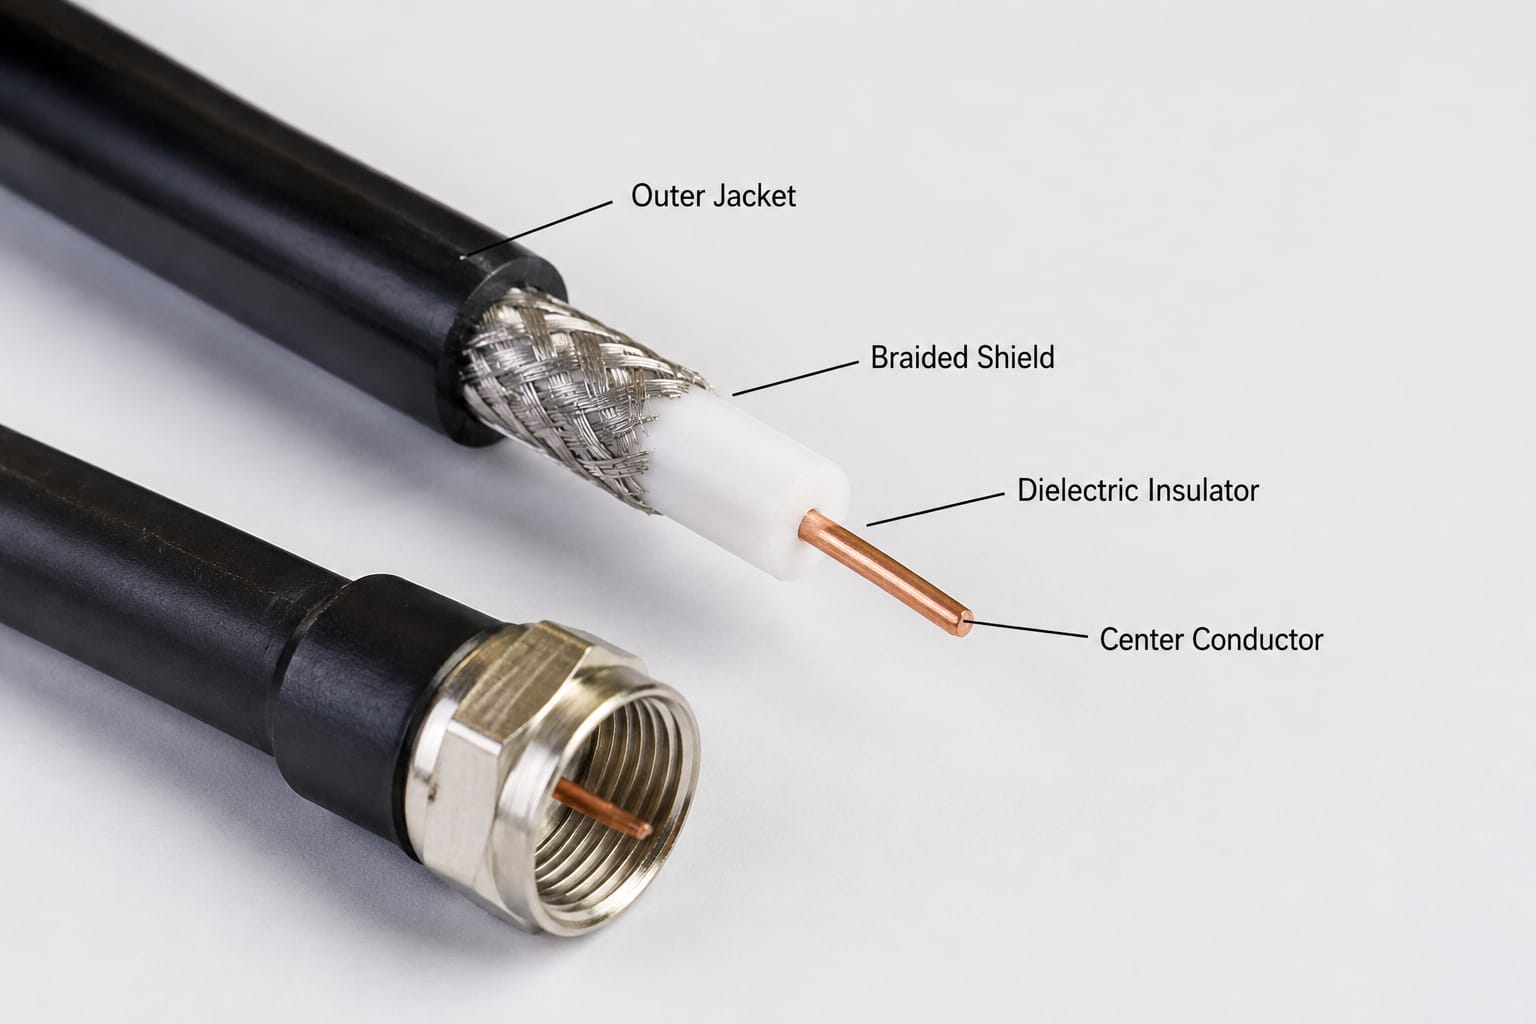 Outer Jacket
Braided Shield
Dielectric Insulator
Center Conductor